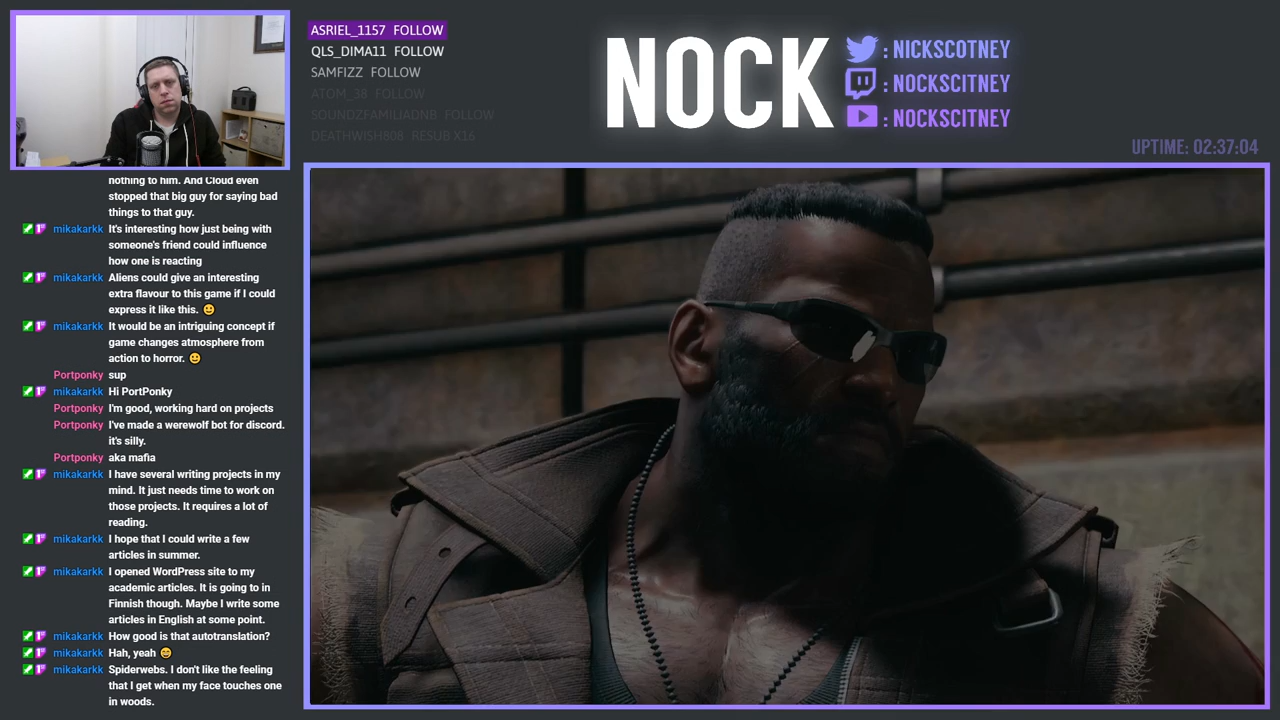 ASRIEL_1157 FOLLOW
QLS_DIMA11 FOLLOW
SAMFIZZ FOLLOW
ATOM_38 FOLLOW
SOUNDZFAMILIADNB FOLLOW
DEATHWISH808 RESUB X16
NOCK
: NICKSCOTNEY
: NOCKSCITNEY
: NOCKSCITNEY
UPTIME: 02:37:04
nothing to him. And Cloud even
stopped that big guy for saying bad
things to that guy.
mikakarkk It's interesting how just being with
someone's friend could influence
how one is reacting
mikakarkk Aliens could give an interesting
extra flavour to this game if I could
express it like this. 😀
mikakarkk It would be an intriguing concept if
game changes atmosphere from
action to horror. 😀
Portponky sup
mikakarkk Hi PortPonky
Portponky I'm good, working hard on projects
Portponky I've made a werewolf bot for discord.
it's silly.
Portponky aka mafia
mikakarkk I have several writing projects in my
mind. It just needs time to work on
those projects. It requires a lot of
reading.
mikakarkk I hope that I could write a few
articles in summer.
mikakarkk I opened WordPress site to my
academic articles. It is going to in
Finnish though. Maybe I write some
articles in English at some point.
mikakarkk How good is that autotranslation?
mikakarkk Hah, yeah 😄
mikakarkk Spiderwebs. I don't like the feeling
that I get when my face touches one
in woods.